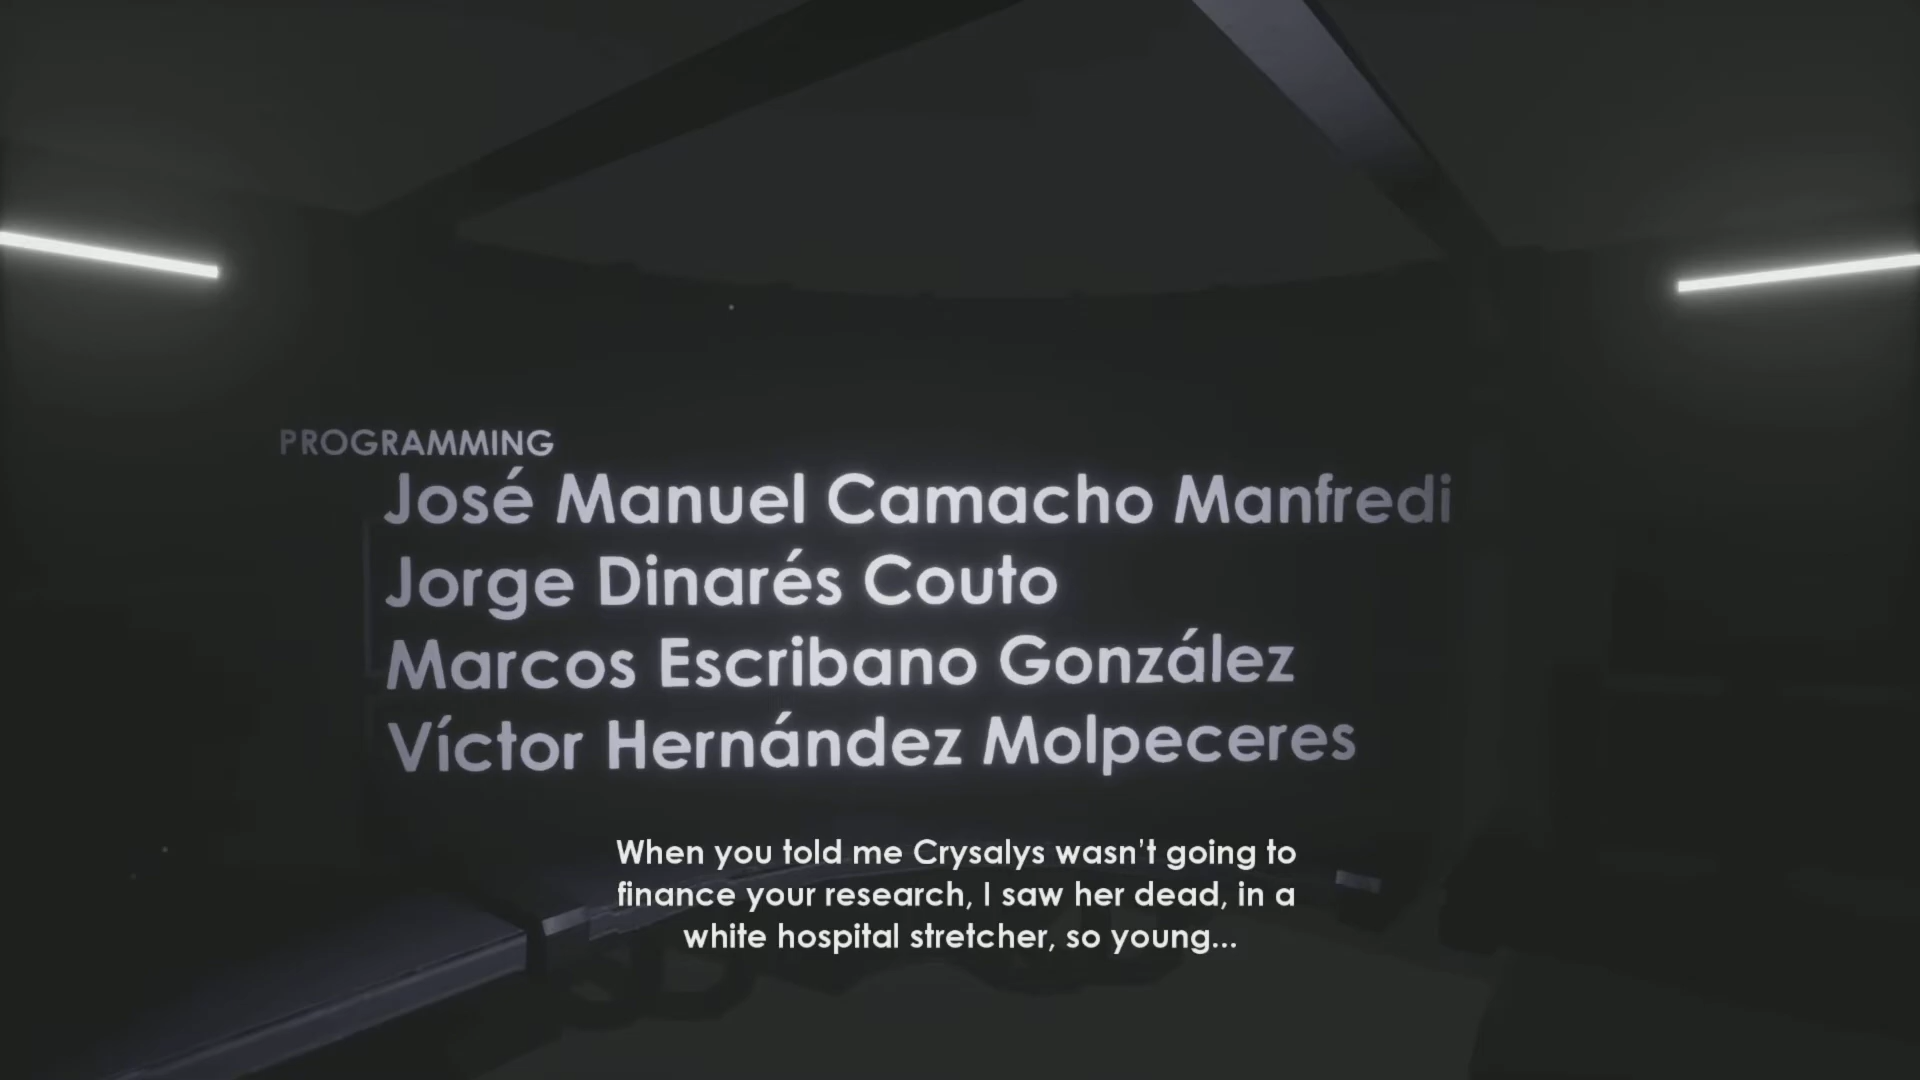 PROGRAMMING
José Manuel Camacho Manfredi
Jorge Dinarés Couto
Marcos Escribano González
Víctor Hernández Molpeceres
When you told me Crysalys wasn't going to
finance your research, I saw her dead, in a
white hospital stretcher, so young...